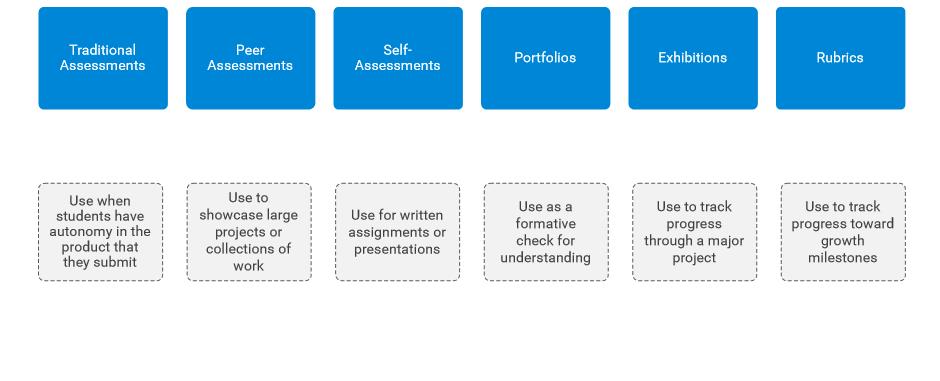 Traditional
Assessments
Peer
Assessments
Self-
Assessments
Portfolios
Exhibitions
Rubrics
Use when
students have
autonomy in the
product that
they submit
Use to
showcase large
projects or
collections of
work
Use for written
assignments or
presentations
Use as a
formative
check for
understanding
Use to track
progress
through a major
project
Use to track
progress toward
growth
milestones